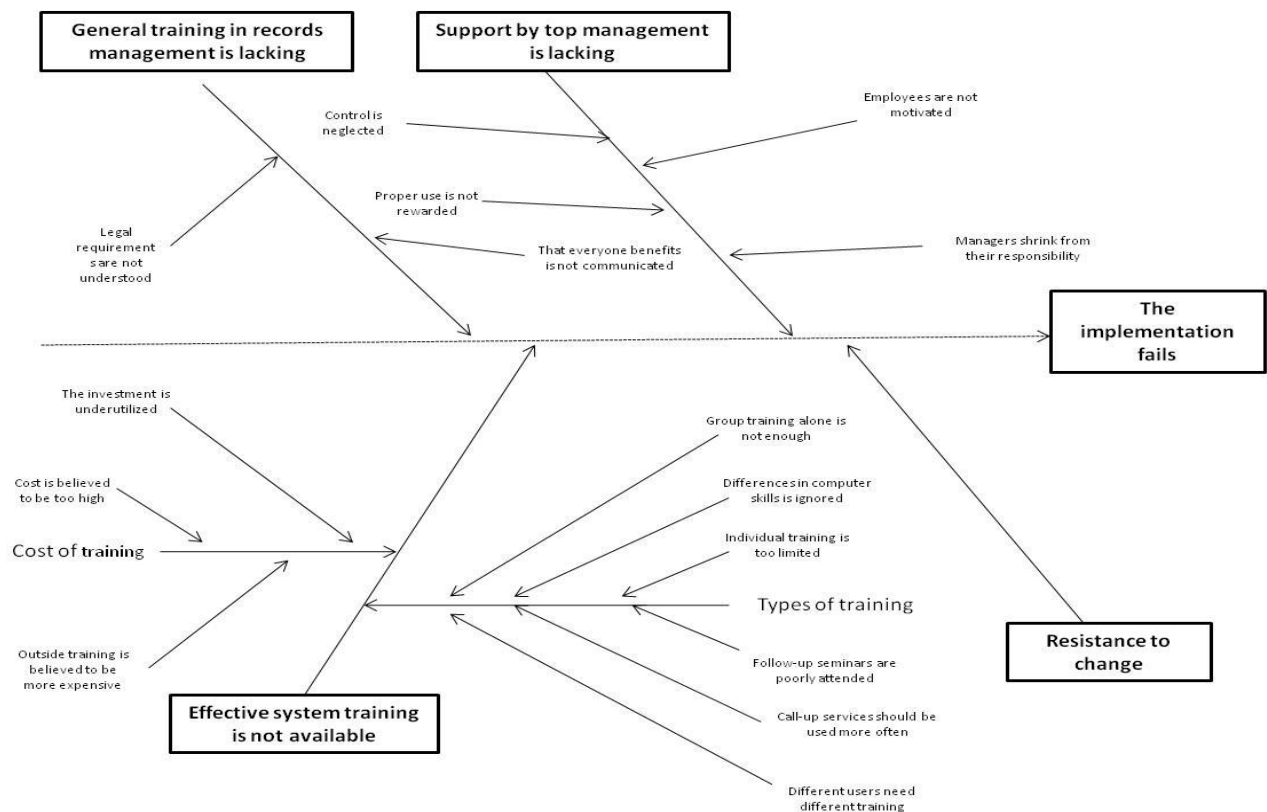 General training in records
management is lacking
Support by top management
is lacking
Control is
neglected
Employees are not
motivated
Proper use is not
rewarded
Legal
requirement
sare not
understood
That everyone benefits
is not communicated
Managers shrink from
their responsibility
The
implementation
fails
The investment is
underutilized
Group training alone is
not enough
Cost is believed
to be too high
Differences in computer
skills is ignored
Cost of training
Individual training is
too limited
Types of training
Outside training is
believed to be
more expensive
Follow-up seminars are
poorly attended
Resistance to
change
Effective system training
is not available
Call-up services should be
used more often
Different users need
different training